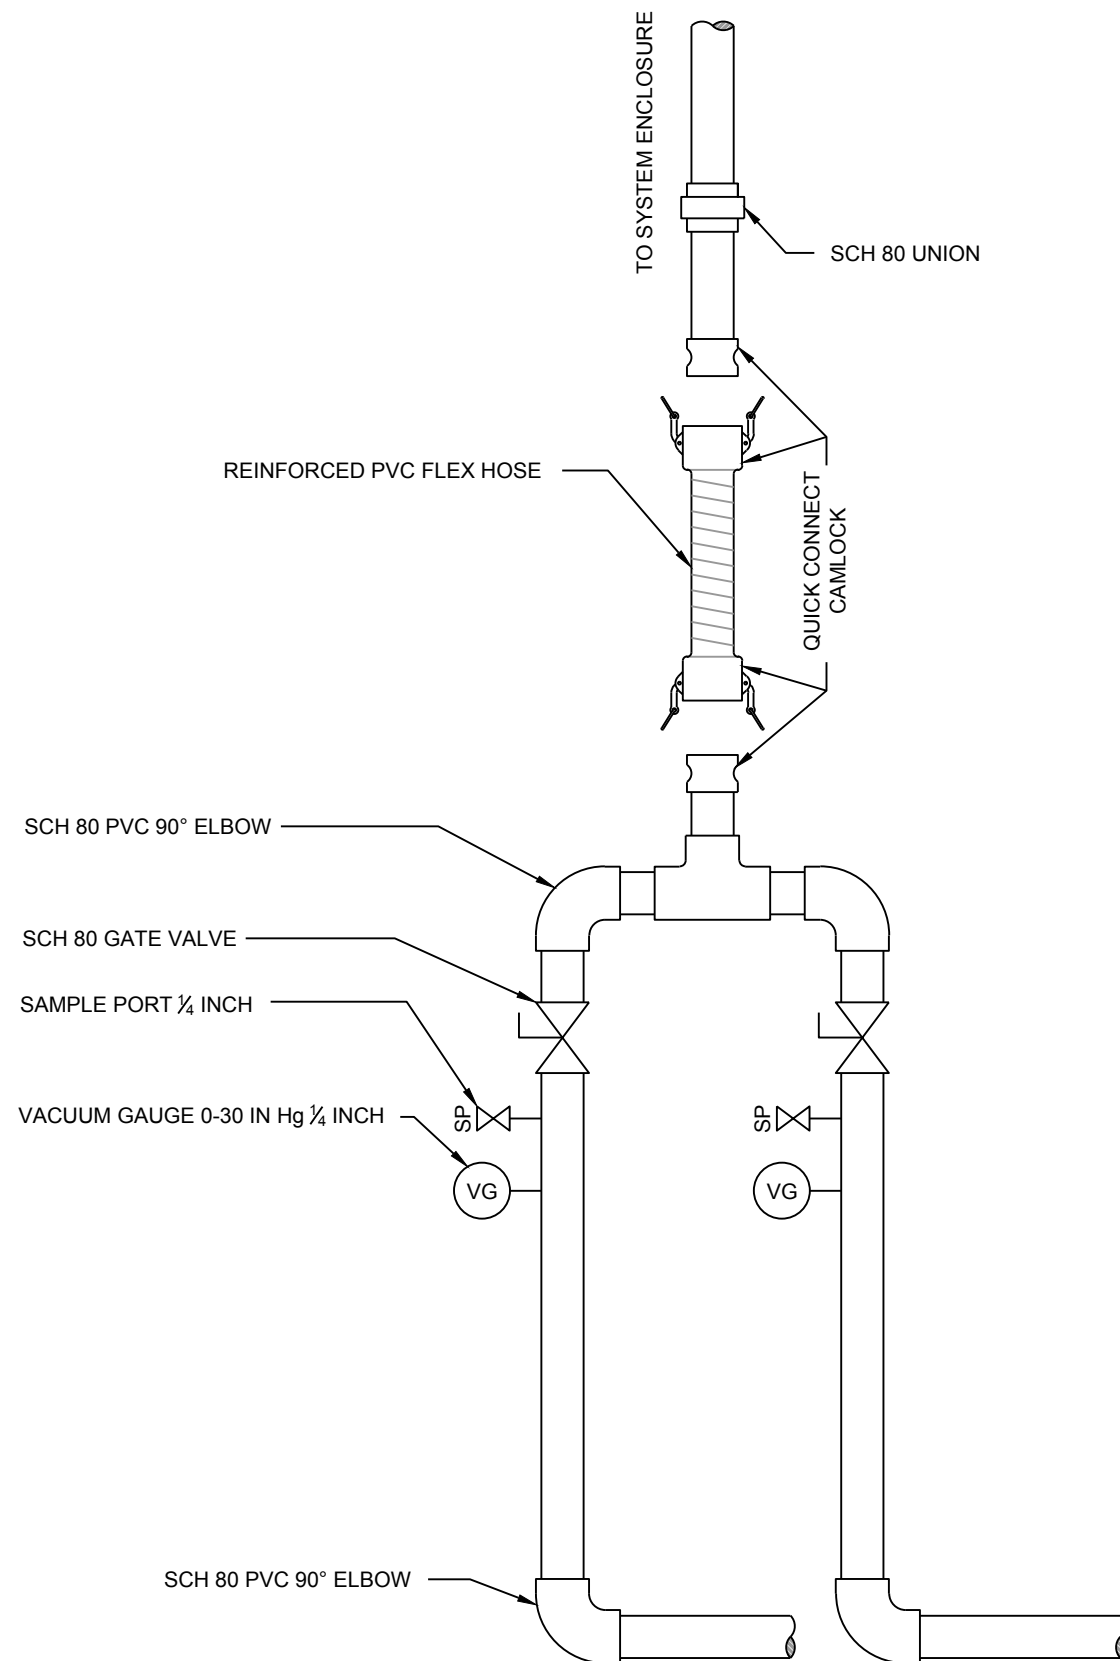 TO SYSTEM ENCLOSURE
SCH 80 UNION
REINFORCED PVC FLEX HOSE
QUICK CONNECT
CAMLOCK
SCH 80 PVC 90° ELBOW
SCH 80 GATE VALVE
SAMPLE PORT ¼ INCH
VACUUM GAUGE 0-30 IN Hg ¼ INCH
SP
SP
VG
VG
SCH 80 PVC 90° ELBOW